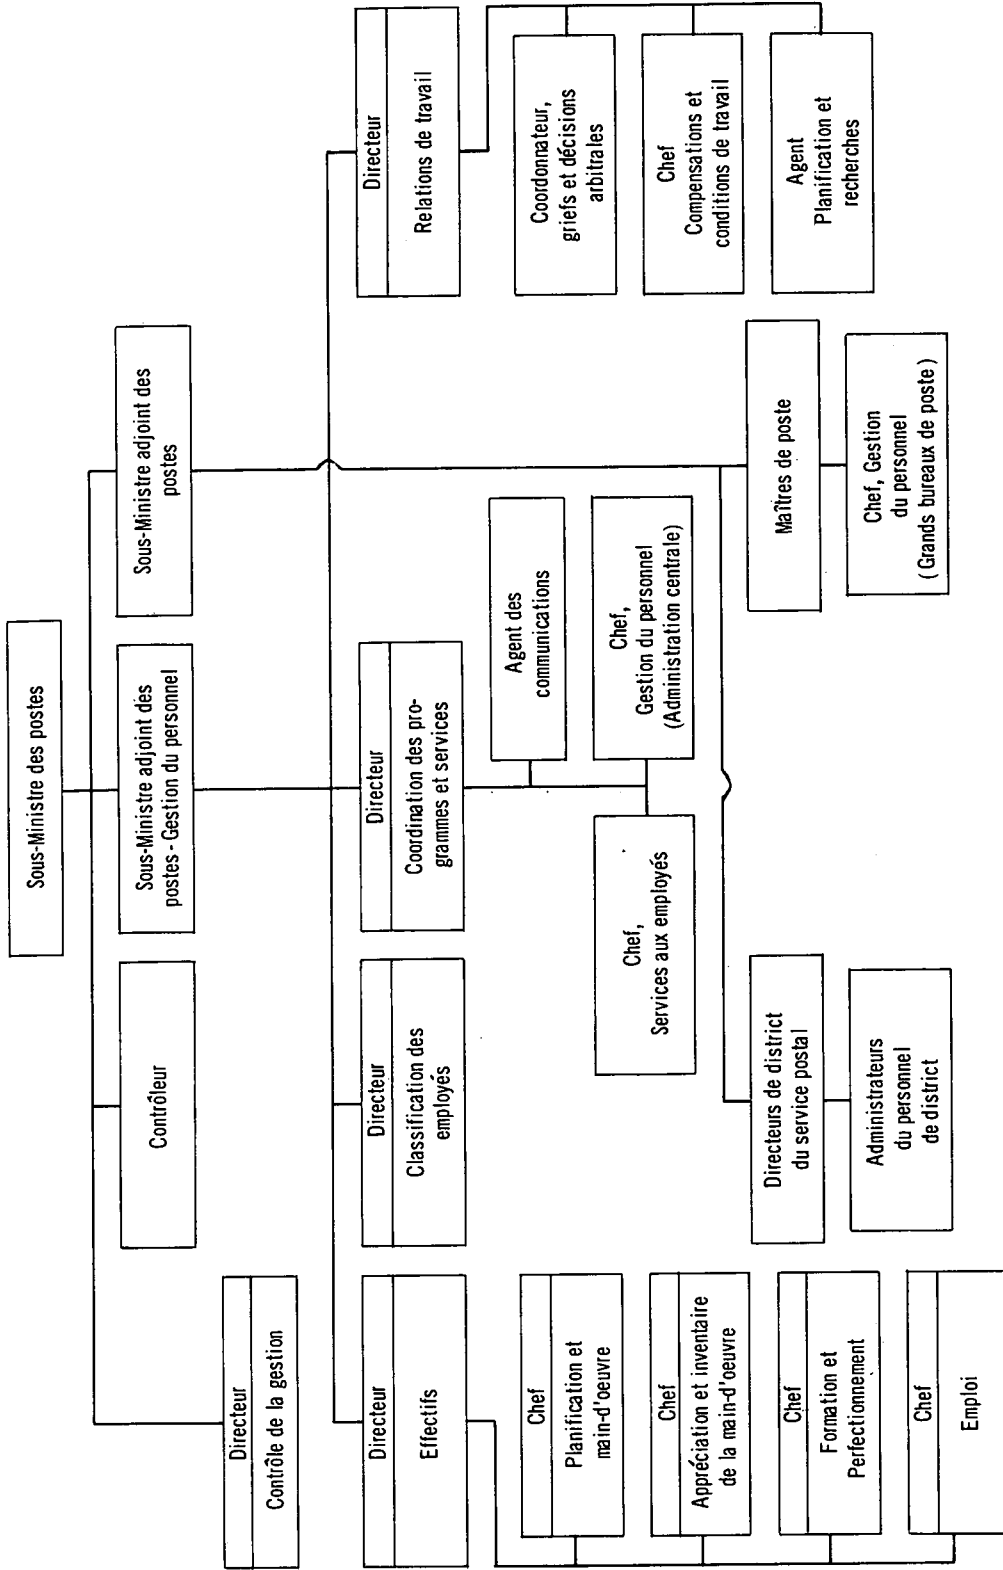 Sous-Ministre des postes
Contrôleur
Sous-Ministre adjoint des
postes - Gestion du personnel
Sous-Ministre adjoint des
postes
Directeur
Contrôle de la gestion
Directeur
Effectifs
Directeur
Classification des
employés
Directeur
Coordination des pro-
grammes et services
Directeur
Relations de travail
Chef
Planification et
main-d'oeuvre
Chef
Appréciation et inventaire
de la main-d'oeuvre
Chef
Formation et
Perfectionnement
Chef
Emploi
Agent des
communications
Chef,
Services aux employés
Chef,
Gestion du personnel
(Administration centrale)
Coordonnateur,
griefs et décisions
arbitrales
Chef
Compensations et
conditions de travail
Agent
Planification et
recherches
Directeurs de district
du service postal
Administrateurs
du personnel
de district
Maîtres de poste
Chef, Gestion
du personnel
( Grands bureaux de poste )